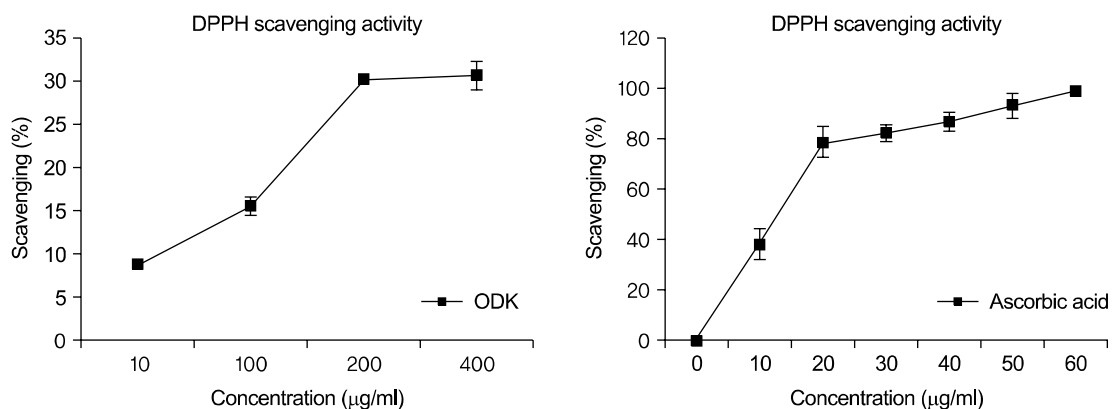 DPPH scavenging activity
35
30
25
20
15
10
5
0
Scavenging (%)
ODK
10 100 200 400
Concentration (μg/ml)
DPPH scavenging activity
120
100
80
60
40
20
0
Scavenging (%)
Ascorbic acid
0 10 20 30 40 50 60
Concentration (μg/ml)